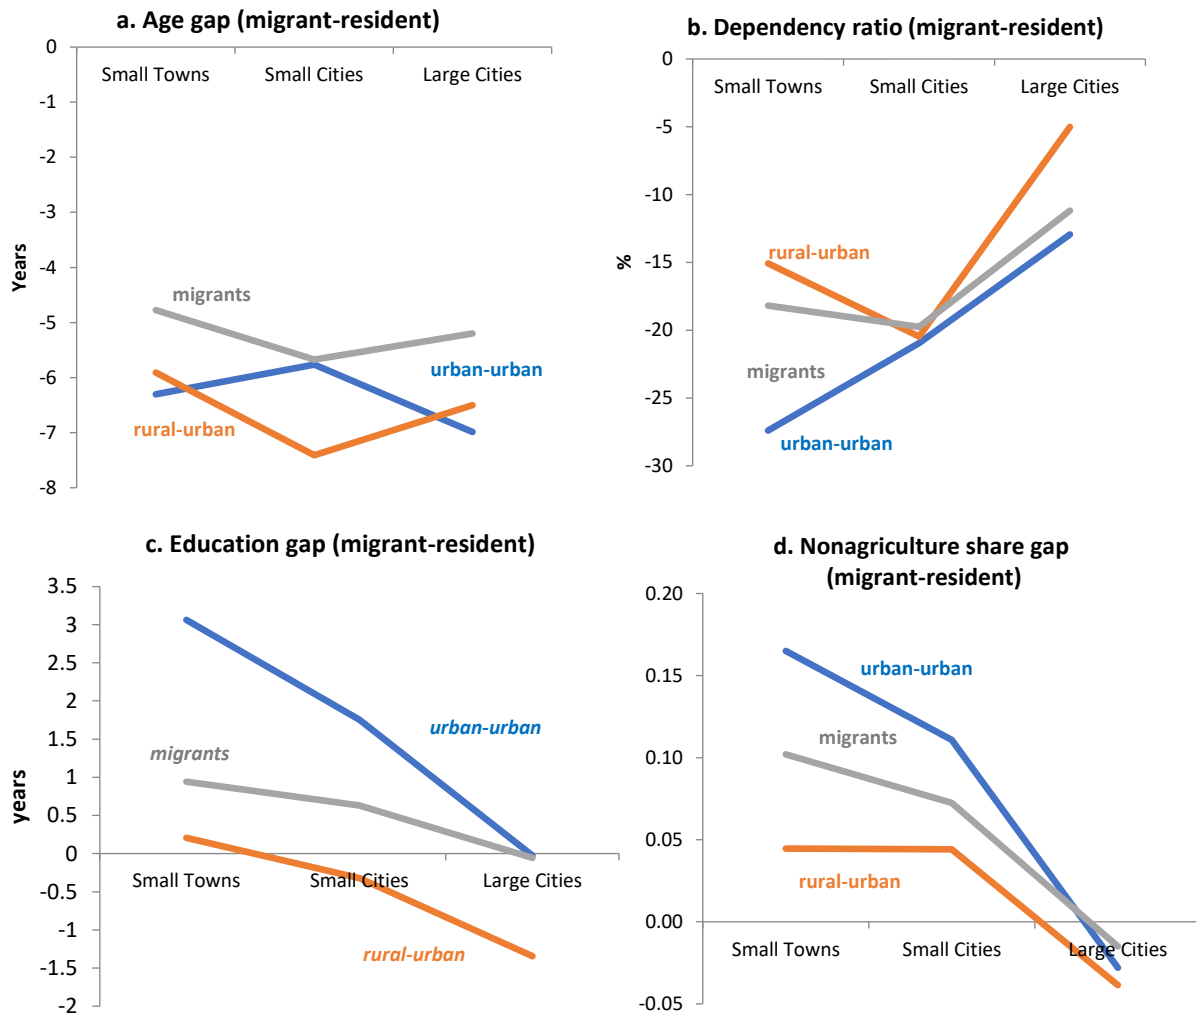 a. Age gap (migrant-resident)
0
-1
-2
-3
-4
-5
-6
-7
-8
Years
Small Towns
Small Cities
Large Cities
migrants
urban-urban
rural-urban
b. Dependency ratio (migrant-resident)
0
-5
-10
-15
-20
-25
-30
%
Small Towns
Small Cities
Large Cities
rural-urban
migrants
urban-urban
c. Education gap (migrant-resident)
3.5
3
2.5
2
1.5
1
0.5
0
-0.5
-1
-1.5
-2
years
urban-urban
migrants
Small Towns
Small Cities
Large Cities
rural-urban
d. Nonagriculture share gap
(migrant-resident)
0.20
0.15
0.10
0.05
0.00
-0.05
urban-urban
migrants
rural-urban
Small Towns
Small Cities
Large Cities